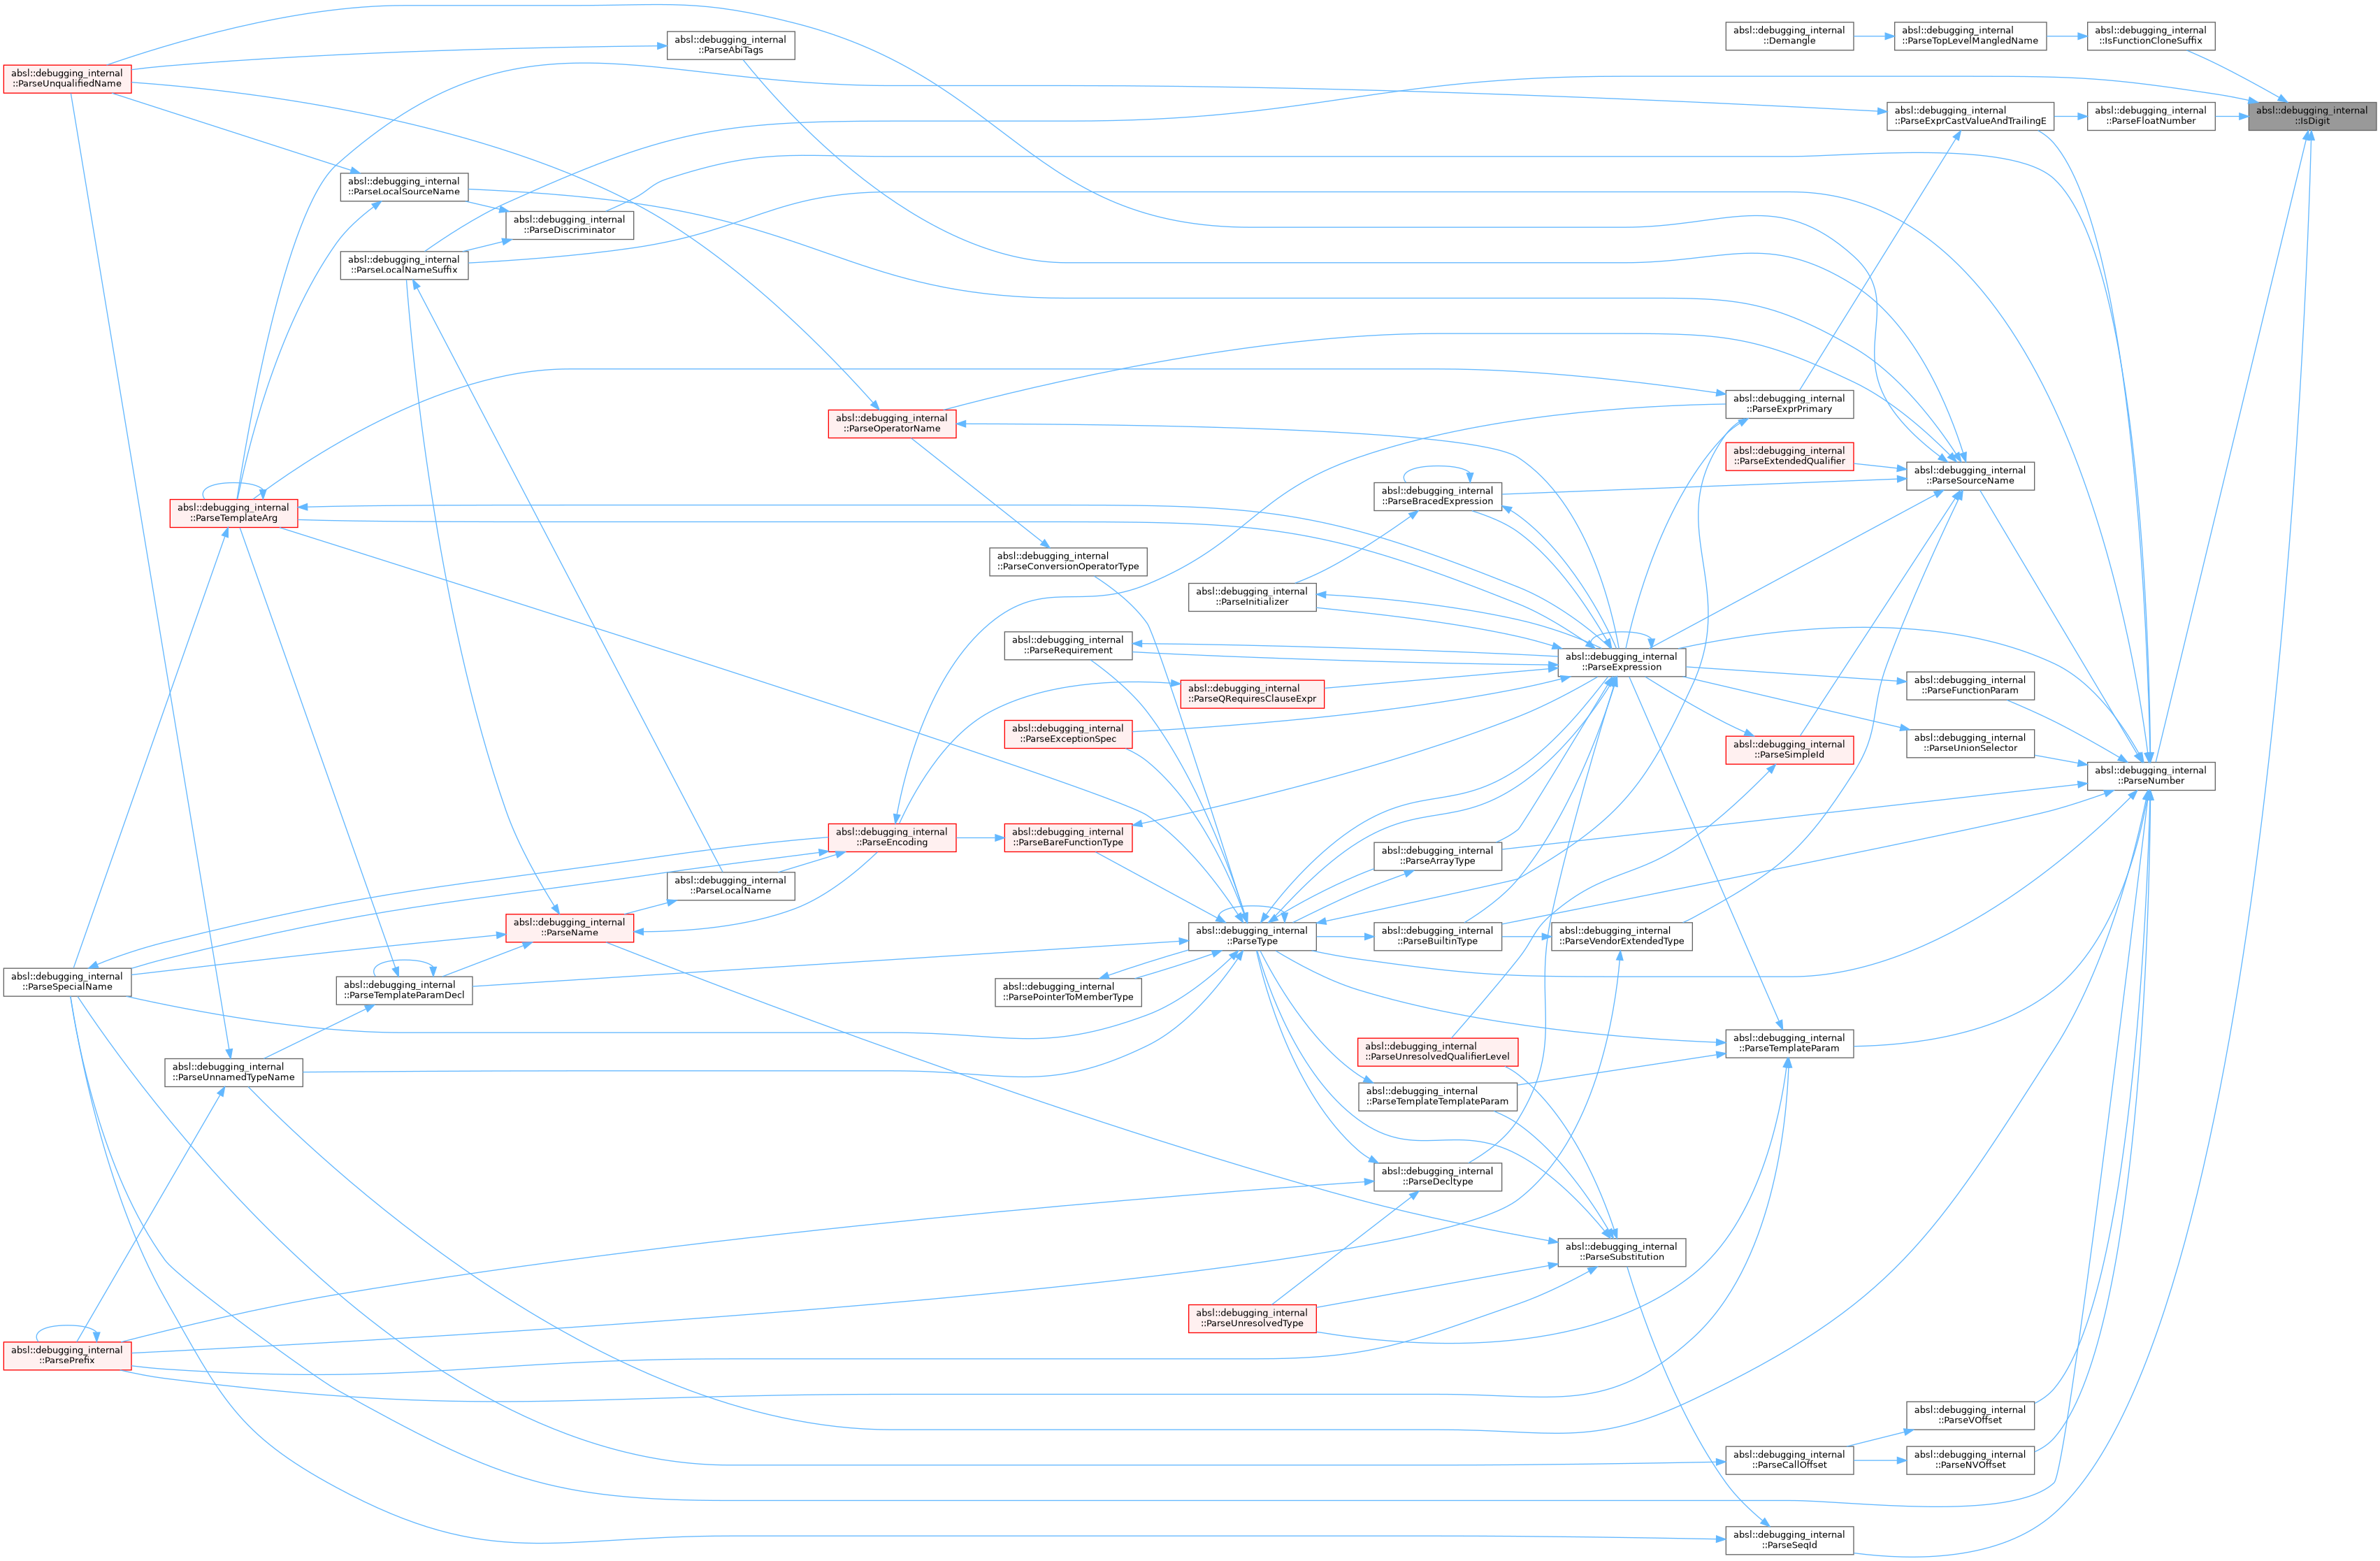 absl::debugging_internal
::ParseAbiTags
absl::debugging_internal
::Demangle
absl::debugging_internal
::ParseTopLevelMangledName
absl::debugging_internal
::IsFunctionCloneSuffix
absl::debugging_internal
::ParseUnqualifiedName
absl::debugging_internal
::ParseExprCastValueAndTrailingE
absl::debugging_internal
::ParseFloatNumber
absl::debugging_internal
::IsDigit
absl::debugging_internal
::ParseLocalSourceName
absl::debugging_internal
::ParseDiscriminator
absl::debugging_internal
::ParseLocalNameSuffix
absl::debugging_internal
::ParseExprPrimary
absl::debugging_internal
::ParseOperatorName
absl::debugging_internal
::ParseExtendedQualifier
absl::debugging_internal
::ParseSourceName
absl::debugging_internal
::ParseBracedExpression
absl::debugging_internal
::ParseTemplateArg
absl::debugging_internal
::ParseConversionOperatorType
absl::debugging_internal
::ParseInitializer
absl::debugging_internal
::ParseRequirement
absl::debugging_internal
::ParseExpression
absl::debugging_internal
::ParseQRequiresClauseExpr
absl::debugging_internal
::ParseFunctionParam
absl::debugging_internal
::ParseExceptionSpec
absl::debugging_internal
::ParseSimpleId
absl::debugging_internal
::ParseUnionSelector
absl::debugging_internal
::ParseNumber
absl::debugging_internal
::ParseEncoding
absl::debugging_internal
::ParseBareFunctionType
absl::debugging_internal
::ParseArrayType
absl::debugging_internal
::ParseLocalName
absl::debugging_internal
::ParseName
absl::debugging_internal
::ParseType
absl::debugging_internal
::ParseBuiltinType
absl::debugging_internal
::ParseVendorExtendedType
absl::debugging_internal
::ParseSpecialName
absl::debugging_internal
::ParseTemplateParamDecl
absl::debugging_internal
::ParsePointerToMemberType
absl::debugging_internal
::ParseUnresolvedQualifierLevel
absl::debugging_internal
::ParseTemplateParam
absl::debugging_internal
::ParseUnnamedTypeName
absl::debugging_internal
::ParseTemplateTemplateParam
absl::debugging_internal
::ParseDecltype
absl::debugging_internal
::ParseSubstitution
absl::debugging_internal
::ParseUnresolvedType
absl::debugging_internal
::ParsePrefix
absl::debugging_internal
::ParseVOffset
absl::debugging_internal
::ParseCallOffset
absl::debugging_internal
::ParseNVOffset
absl::debugging_internal
::ParseSeqId